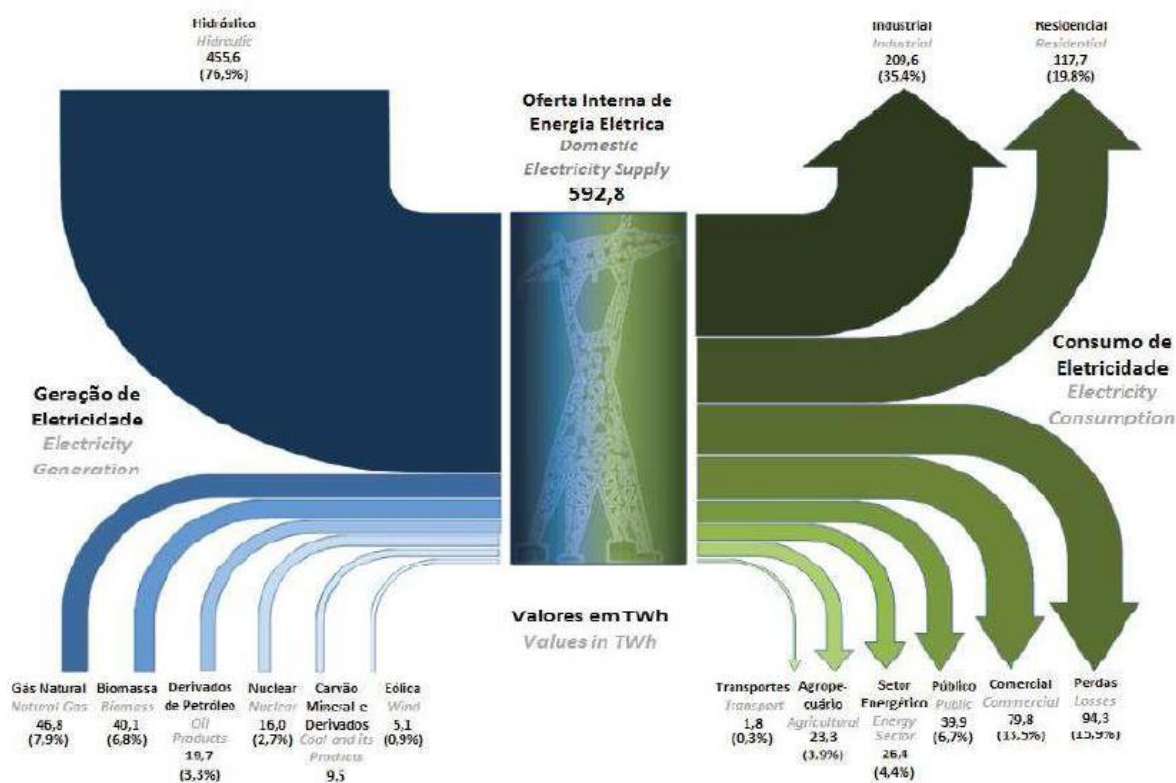 Hidráulica
Hidraulic
455,6
(76,9%)
Industrial
Industrial
209,6
(35.4%)
Residencial
Residential
117,7
(19.8%)
Oferta Interna de
Energia Elétrica
Domestic
Electricity Supply
592,8
Geração de
Eletricidade
Electricity
Generation
Consumo de
Eletricidade
Electricity
Consumption
Valores em TWh
Values in TWh
Gás Natural
Natural Gas
46,8
(7,9%)
Biomassa
Biomass
40,1
(6,8%)
Derivados
de Petróleo
Oil
Products
19,7
(3,3%)
Nuclear
Nuclear
16,0
(2,7%)
Carvão
Mineral e
Derivados
Coal and its
Products
9,5
Eólica
Wind
5,1
(0,9%)
Transportes
Transport
1,8
(0,3%)
Agrope-
cuário
Agricultural
23,3
(3,9%)
Setor
Energético
Energy
Sector
26,4
(4,4%)
Público
Public
39,9
(6,7%)
Comercial
Commercial
79,8
(13,5%)
Perdas
Losses
94,3
(15,9%)